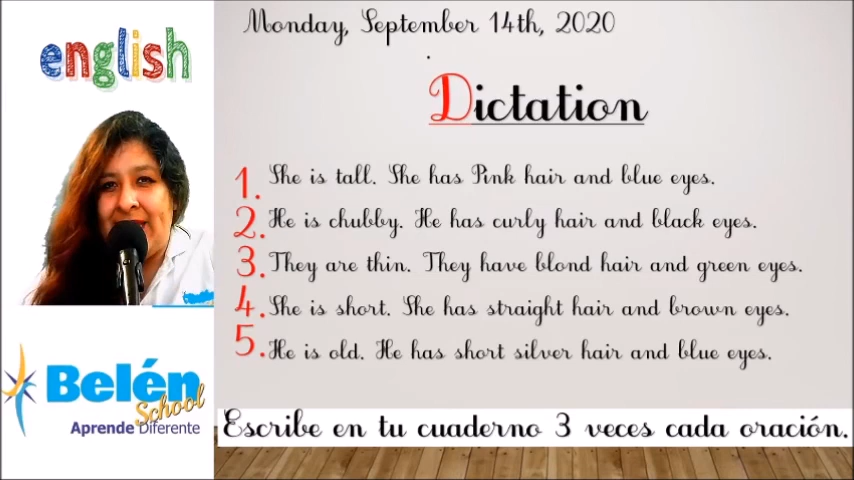 english
Monday, September 14th, 2020
Dictation
1. She is tall. She has Pink hair and blue eyes.
2. He is chubby. He has curly hair and black eyes.
3. They are thin. They have blond hair and green eyes.
4. She is short. She has straight hair and brown eyes.
5. He is old. He has short silver hair and blue eyes.
Belén
School
Aprende Diferente
Escribe en tu cuaderno 3 veces cada oración.